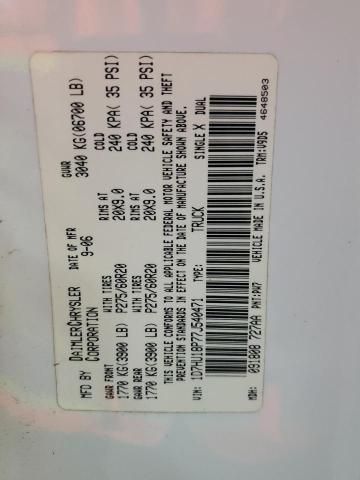 DAIMLERCHRYSLER CORPORATION
DATE OF MFR 9-06
GVWR 3040 KG(06700 LB)
GAWR FRONT WITH TIRES RIMS AT COLD
1770 KG(3900 LB) P275/60R20 20X9.0 240 KPA( 35 PSI)
GAWR REAR WITH TIRES RIMS AT COLD
1770 KG(3900 LB) P275/60R20 20X9.0 240 KPA( 35 PSI)
THIS VEHICLE CONFORMS TO ALL APPLICABLE FEDERAL MOTOR VEHICLE SAFETY AND THEFT
PREVENTION STANDARDS IN EFFECT ON THE DATE OF MANUFACTURE SHOWN ABOVE.
1D7HU18P77J540471 TYPE: TRUCK SINGLE X DUAL
091806 727AA PNT:PW7 TRM:V9D5
VEHICLE MADE IN U.S.A. 4648503